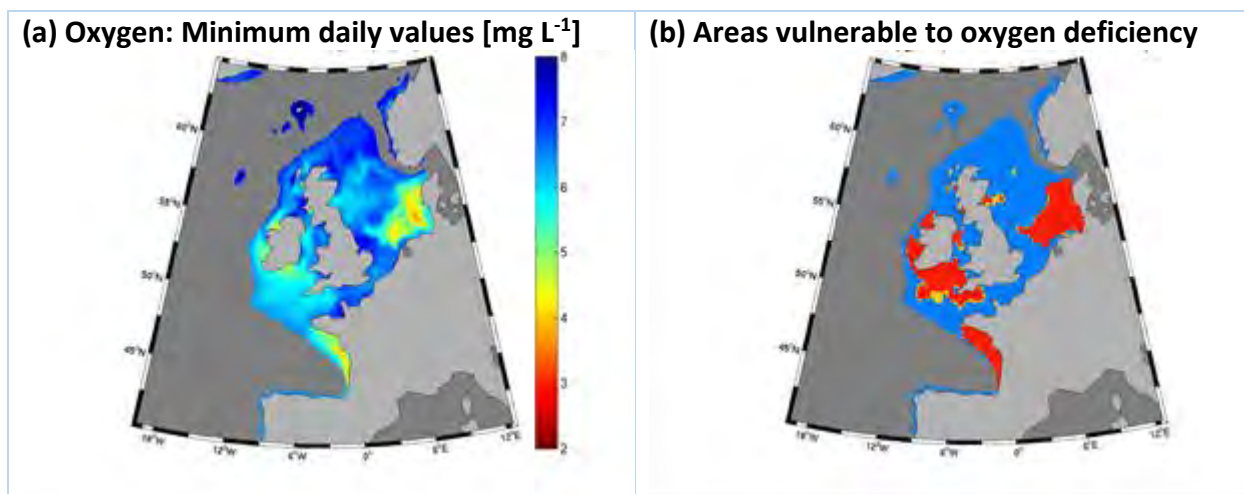 (a) Oxygen: Minimum daily values [mg L-1]
8
7
6
5
4
3
2
60°N
55°N
50°N
45°N
18°W
12°W
6°W
0°
6°E
12°E
(b) Areas vulnerable to oxygen deficiency
60°N
55°N
50°N
45°N
18°W
12°W
6°W
0°
6°E
12°E